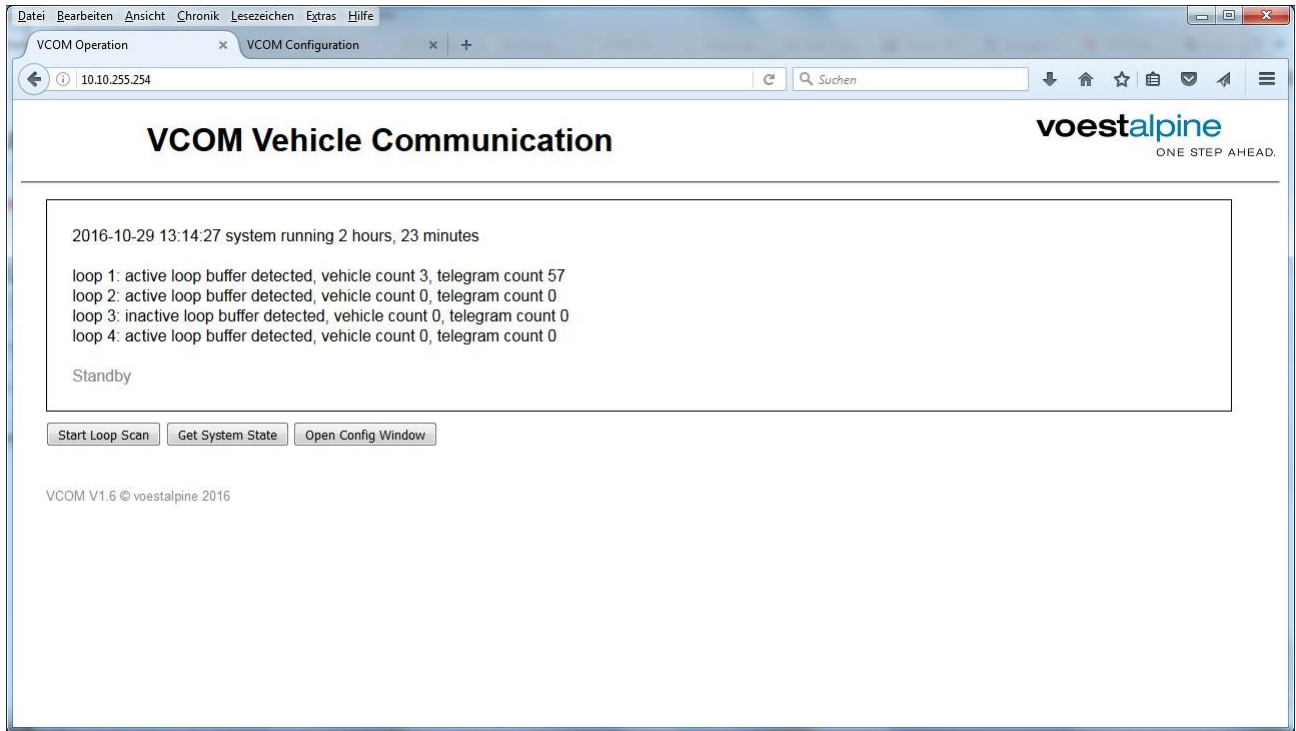 Datei Bearbeiten Ansicht Chronik Lesezeichen Extras Hilfe
VCOM Operation × VCOM Configuration × +
10.10.255.254 Suchen
VCOM Vehicle Communication
voestalpine
ONE STEP AHEAD.
2016-10-29 13:14:27 system running 2 hours, 23 minutes
loop 1: active loop buffer detected, vehicle count 3, telegram count 57
loop 2: active loop buffer detected, vehicle count 0, telegram count 0
loop 3: inactive loop buffer detected, vehicle count 0, telegram count 0
loop 4: active loop buffer detected, vehicle count 0, telegram count 0
Standby
Start Loop Scan Get System State Open Config Window
VCOM V1.6 © voestalpine 2016